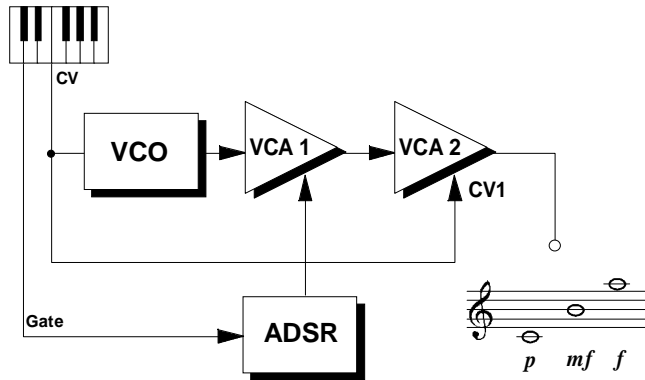 CV
VCO
VCA 1
VCA 2
CV1
Gate
ADSR
p mf f